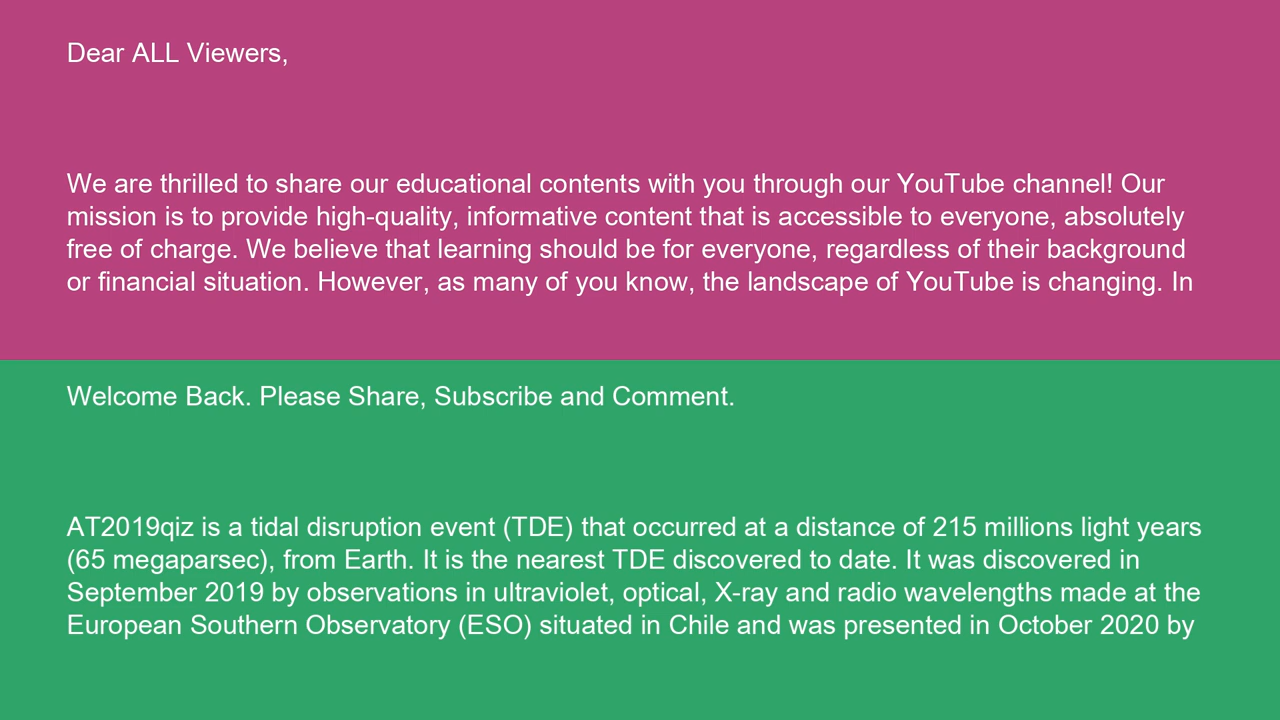 Dear ALL Viewers,
We are thrilled to share our educational contents with you through our YouTube channel! Our
mission is to provide high-quality, informative content that is accessible to everyone, absolutely
free of charge. We believe that learning should be for everyone, regardless of their background
or financial situation. However, as many of you know, the landscape of YouTube is changing. In
Welcome Back. Please Share, Subscribe and Comment.
AT2019qiz is a tidal disruption event (TDE) that occurred at a distance of 215 millions light years
(65 megaparsec), from Earth. It is the nearest TDE discovered to date. It was discovered in
September 2019 by observations in ultraviolet, optical, X-ray and radio wavelengths made at the
European Southern Observatory (ESO) situated in Chile and was presented in October 2020 by